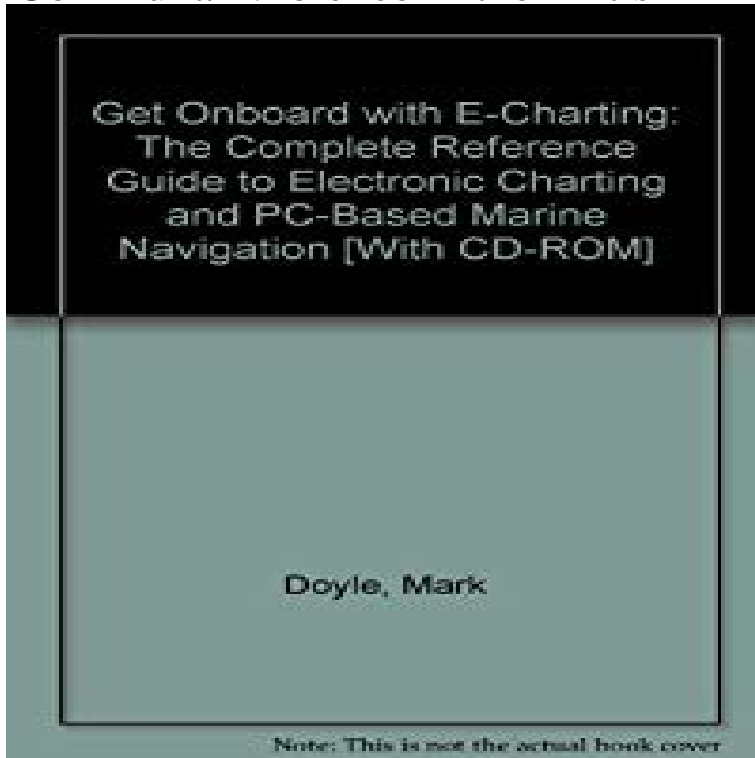 Get Onboard with E-Charting:
The Complete Reference
Guide to Electronic Charting
and PC-Based Marine
Navigation [With CD-ROM]
Doyle, Mark
Note: This is not the actual book cover